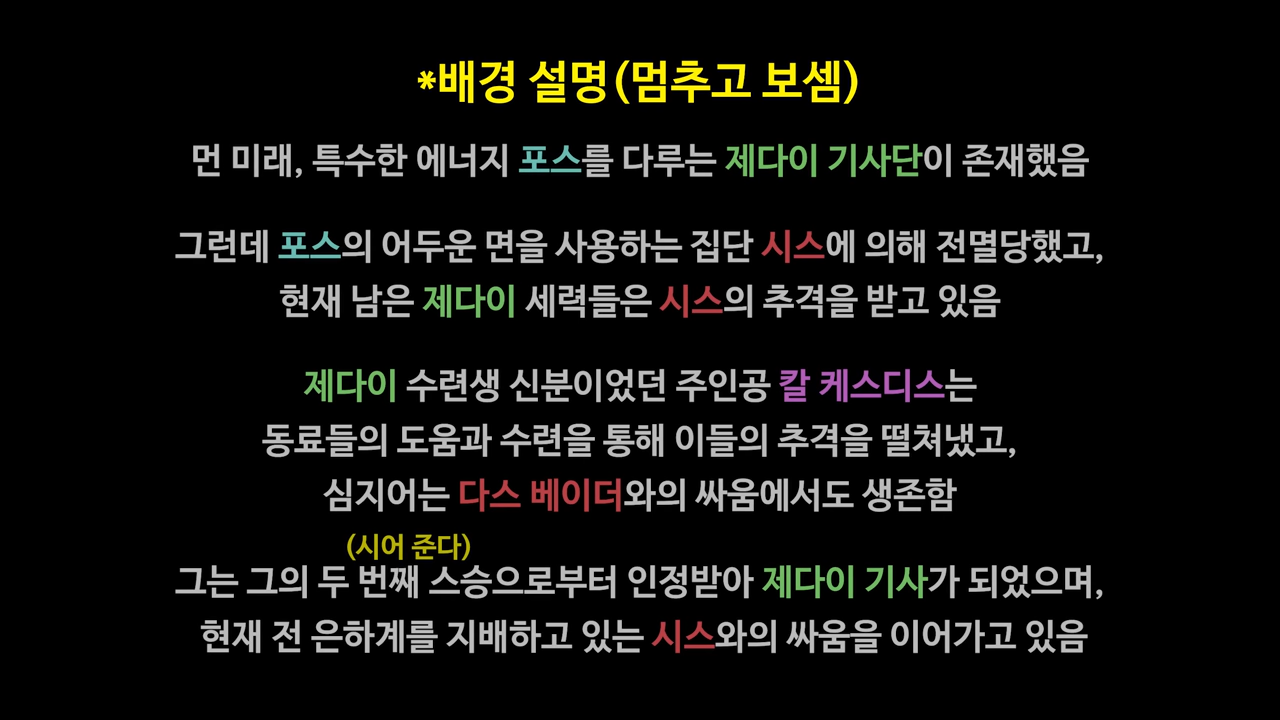 *배경 설명(멈추고 보셈)
먼 미래, 특수한 에너지 포스를 다루는 제다이 기사단이 존재했음
그런데 포스의 어두운 면을 사용하는 집단 시스에 의해 전멸당했고,
현재 남은 제다이 세력들은 시스의 추격을 받고 있음
제다이 수련생 신분이었던 주인공 칼 케스디스는
동료들의 도움과 수련을 통해 이들의 추격을 떨쳐냈고,
심지어는 다스 베이더와의 싸움에서도 생존함
(시어 준다)
그는 그의 두 번째 스승으로부터 인정받아 제다이 기사가 되었으며,
현재 전 은하계를 지배하고 있는 시스와의 싸움을 이어가고 있음